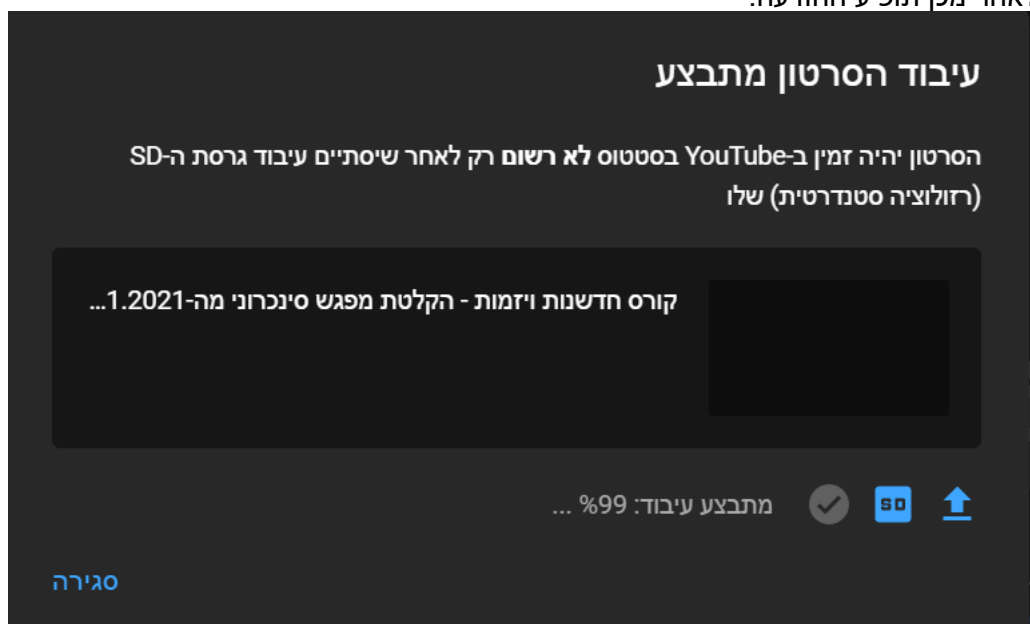 עיבוד הסרטון מתבצע
הסרטון יהיה זמין ב-YouTube בסטטוס לא רשום רק לאחר שיסתיים עיבוד גרסת ה-SD
(רזולוציה סטנדרטית) שלו
קורס חדשנות ויזמות - הקלטת מפגש סינכרוני מה-1.2021...
SD
מתבצע עיבוד: 99% ...
סגירה